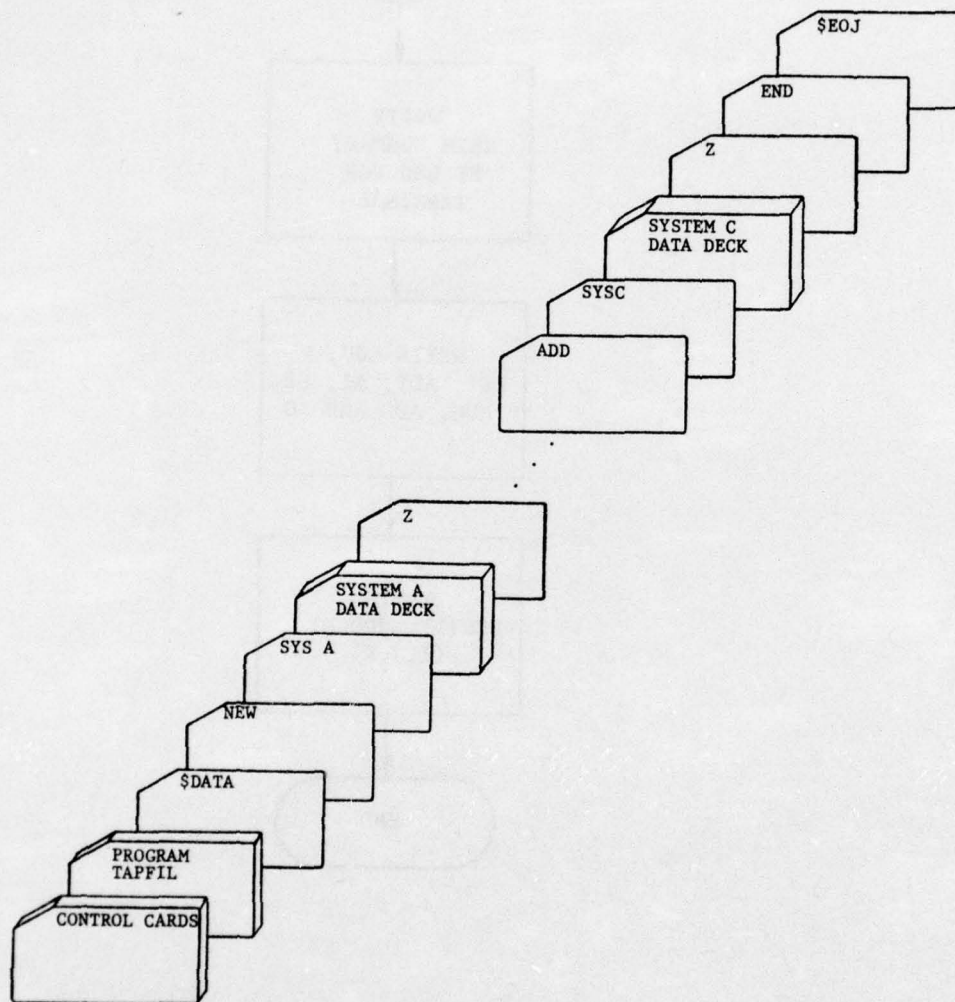 $EOJ
END
Z
SYSTEM C
DATA DECK
SYSC
ADD
Z
SYSTEM A
DATA DECK
SYS A
NEW
$DATA
PROGRAM
TAPFIL
CONTROL CARDS